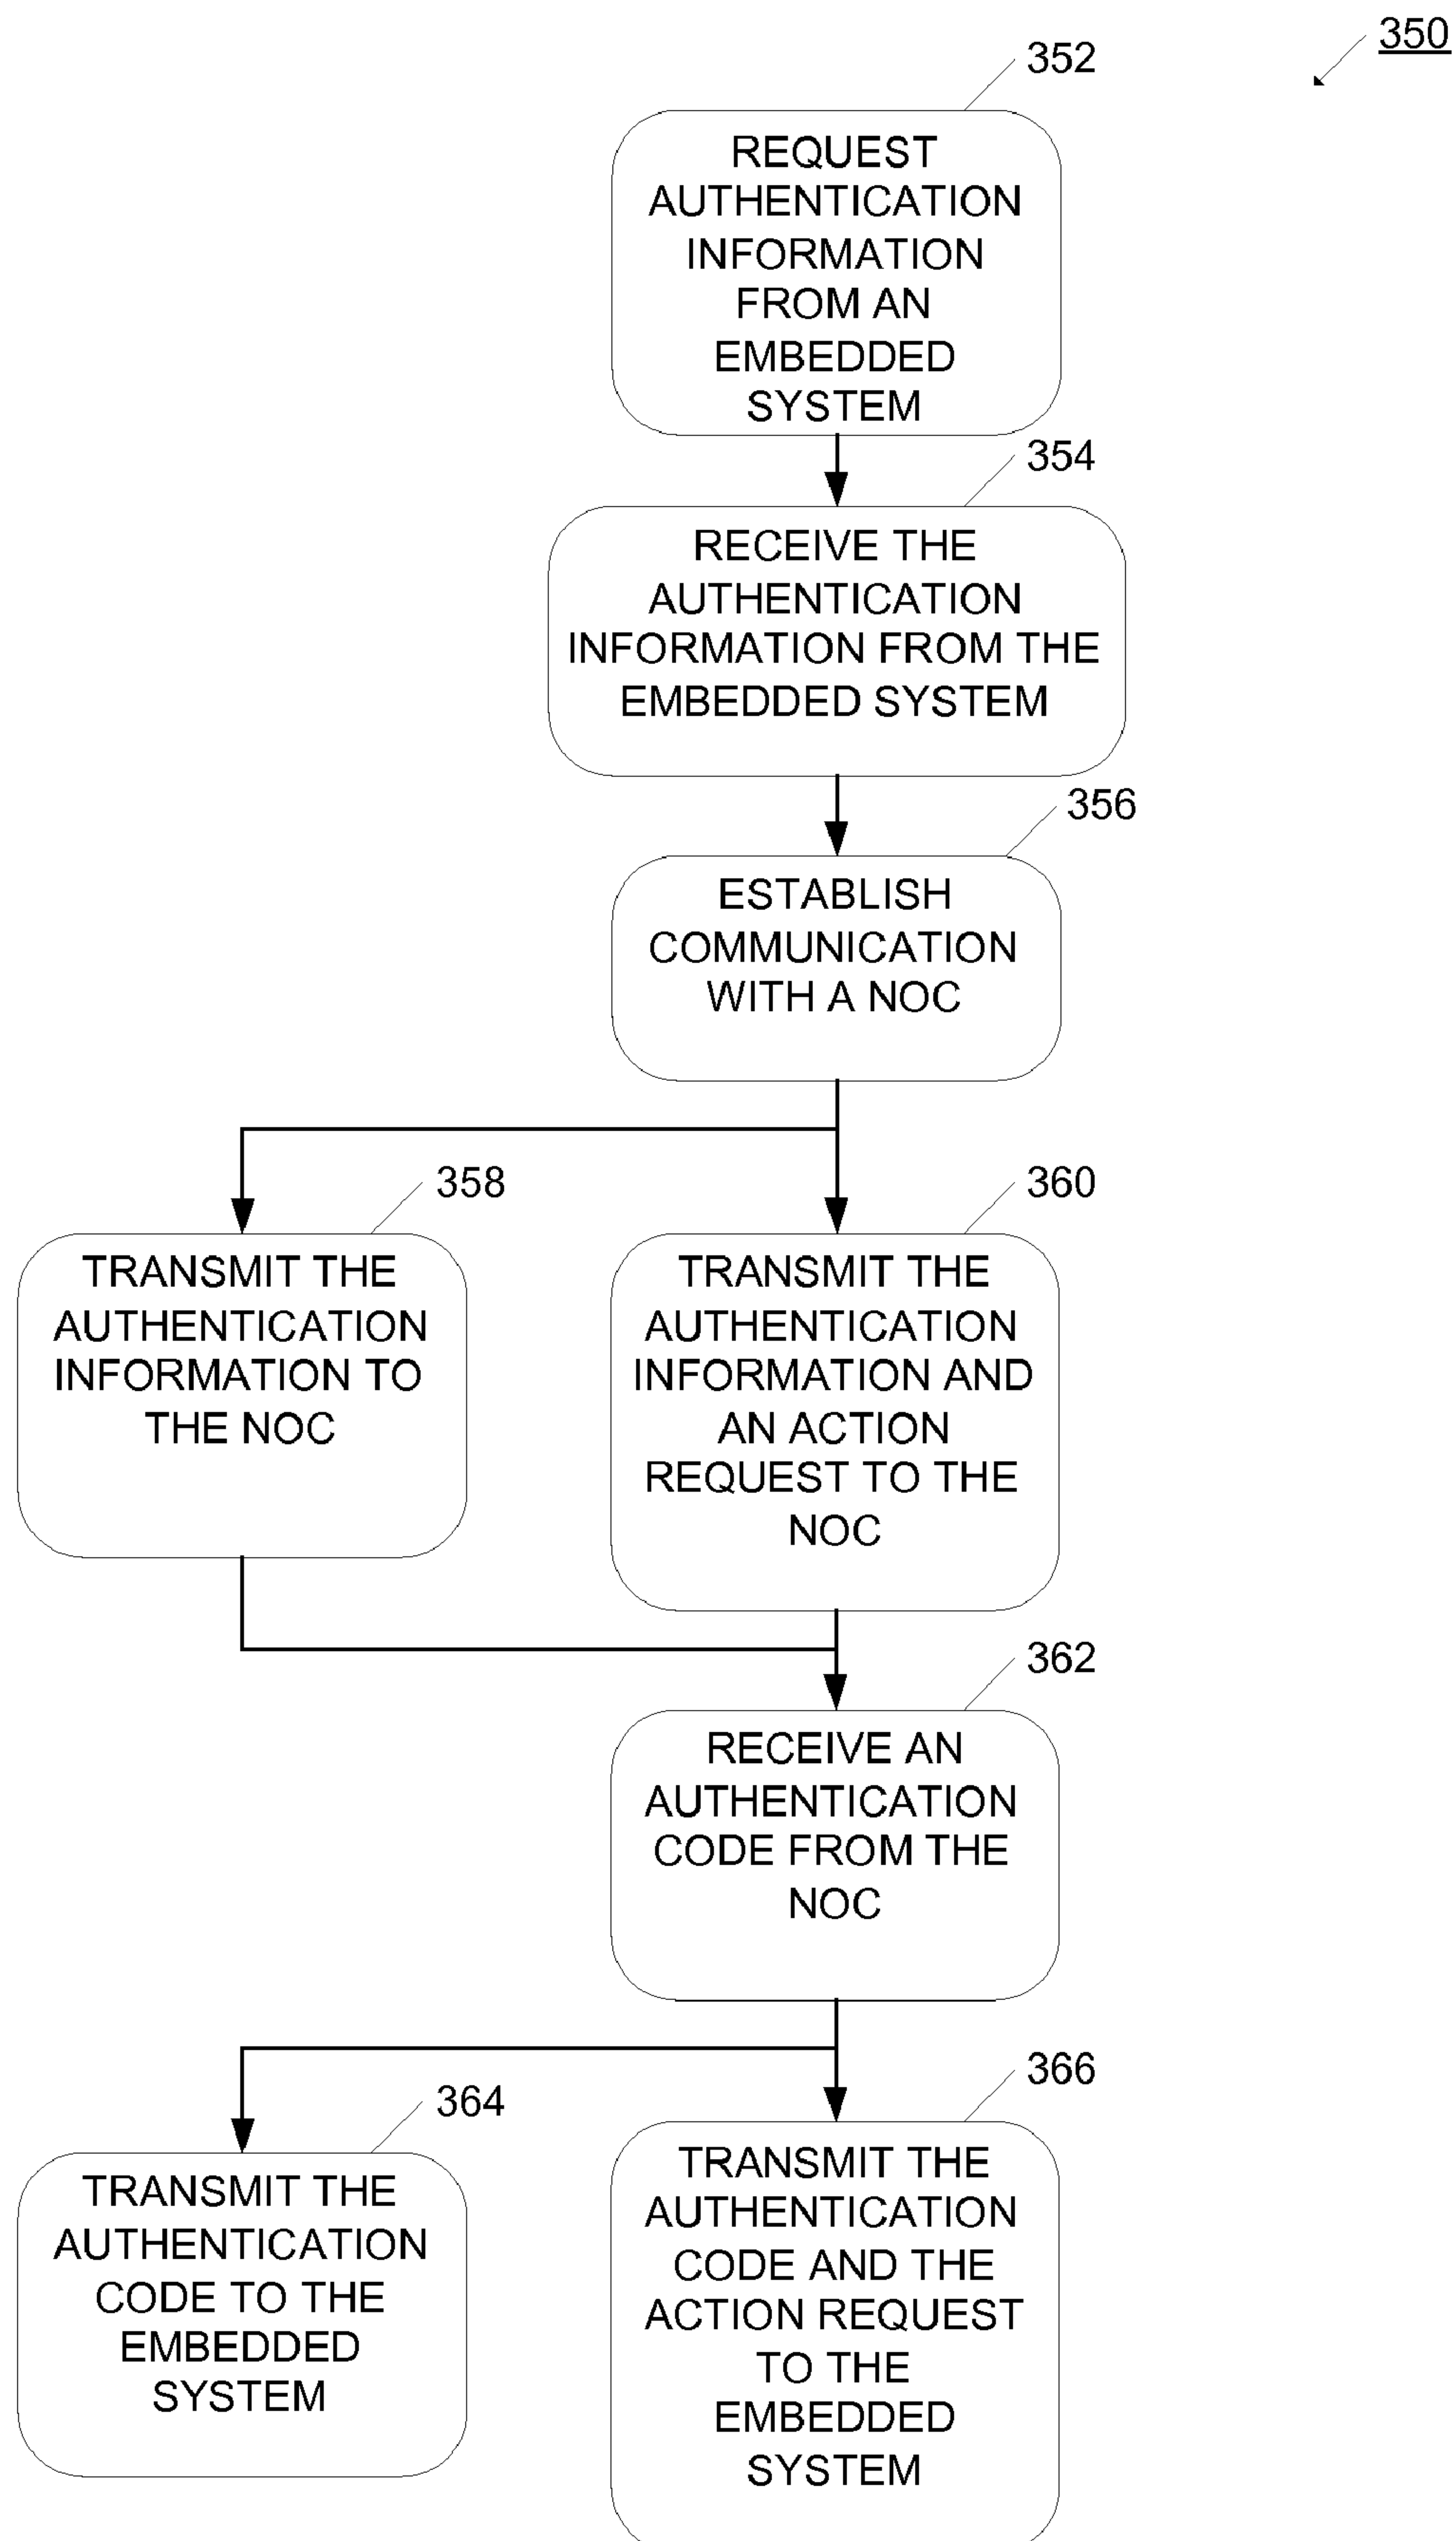 350
352
REQUEST
AUTHENTICATION
INFORMATION
FROM AN
EMBEDDED
SYSTEM
354
RECEIVE THE
AUTHENTICATION
INFORMATION FROM THE
EMBEDDED SYSTEM
356
ESTABLISH
COMMUNICATION
WITH A NOC
358
TRANSMIT THE
AUTHENTICATION
INFORMATION TO
THE NOC
360
TRANSMIT THE
AUTHENTICATION
INFORMATION AND
AN ACTION
REQUEST TO THE
NOC
362
RECEIVE AN
AUTHENTICATION
CODE FROM THE
NOC
364
TRANSMIT THE
AUTHENTICATION
CODE TO THE
EMBEDDED
SYSTEM
366
TRANSMIT THE
AUTHENTICATION
CODE AND THE
ACTION REQUEST
TO THE
EMBEDDED
SYSTEM